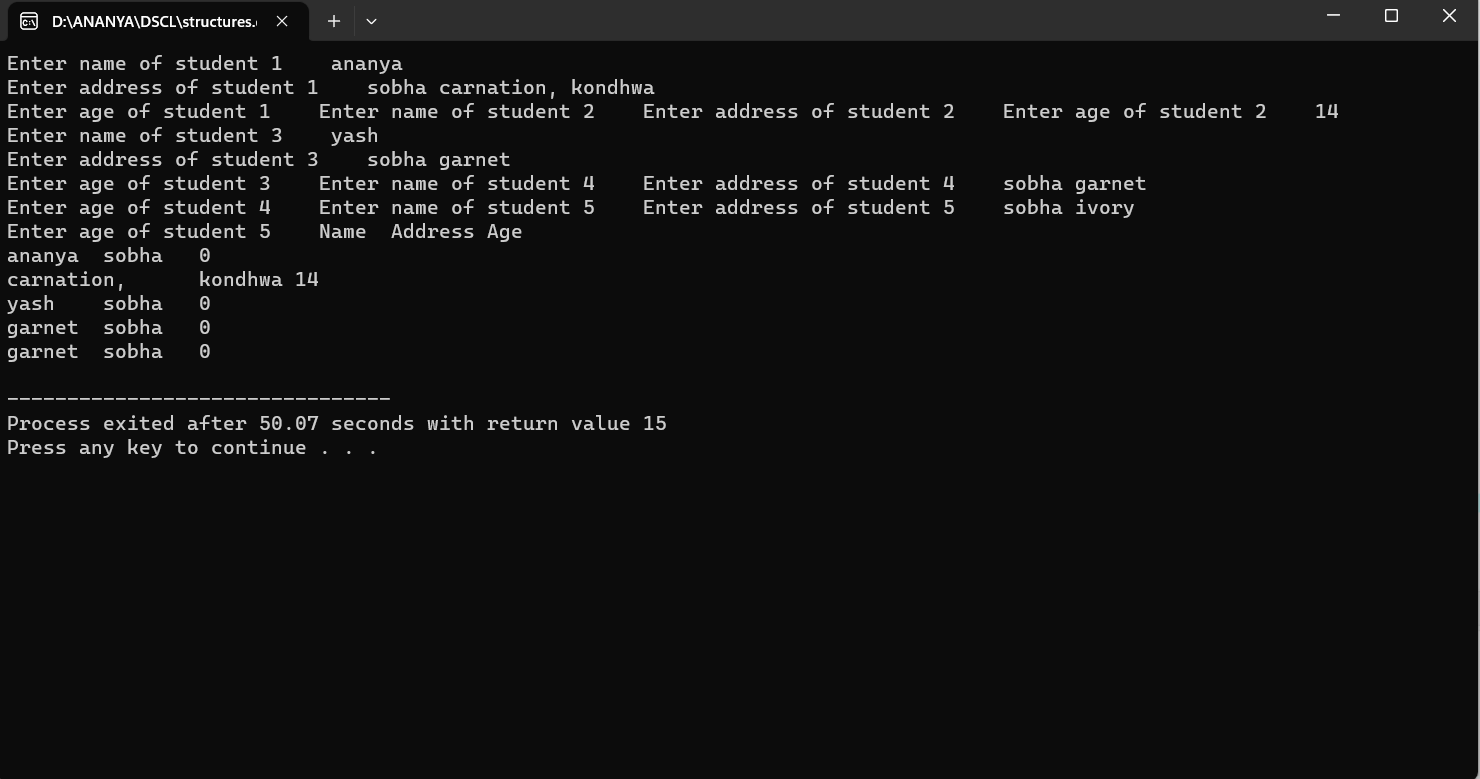 D:\ANANYA\DSCL\structures.
Enter name of student 1    ananya
Enter address of student 1    sobha carnation, kondhwa
Enter age of student 1    Enter name of student 2    Enter address of student 2    Enter age of student 2    14
Enter name of student 3    yash
Enter address of student 3    sobha garnet
Enter age of student 3    Enter name of student 4    Enter address of student 4    sobha garnet
Enter age of student 4    Enter name of student 5    Enter address of student 5    sobha ivory
Enter age of student 5    Name  Address Age
ananya  sobha   0
carnation,      kondhwa 14
yash    sobha   0
garnet  sobha   0
garnet  sobha   0
--------------------------------
Process exited after 50.07 seconds with return value 15
Press any key to continue . . .